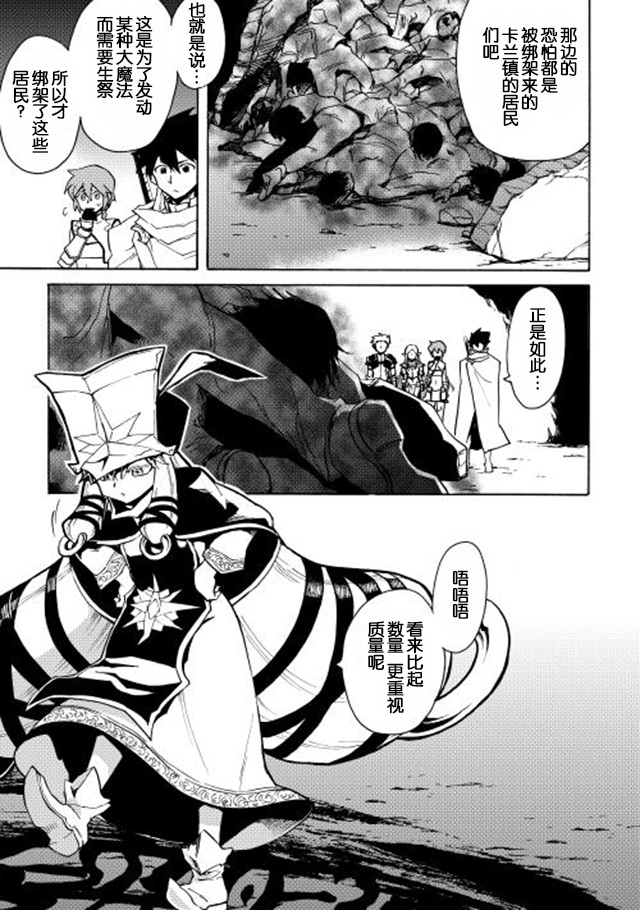 那边的
恐怕都是
被绑架来的
卡兰镇的居民
们吧
也就是说…
这是为了发动
某种大魔法
而需要生祭
所以才
绑架了这些
居民？
正是如此…
唔唔唔
看来比起
数量 更重视
质量呢